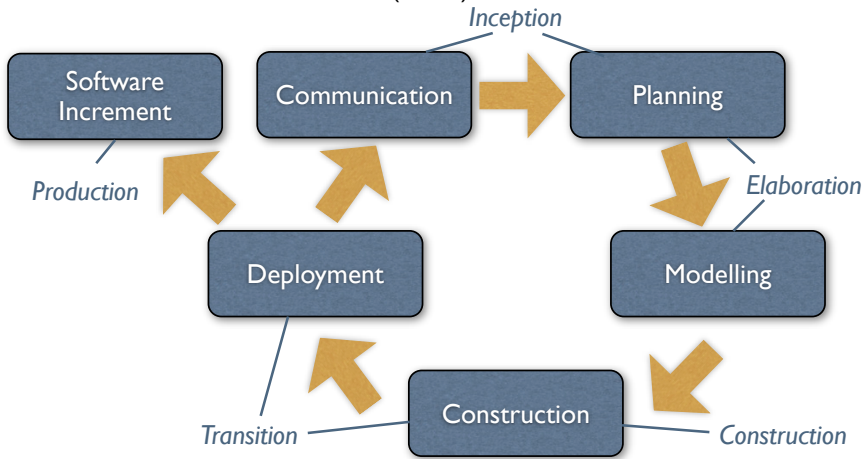 Inception
Software
Increment
Communication
Planning
Production
Elaboration
Deployment
Modelling
Construction
Transition
Construction